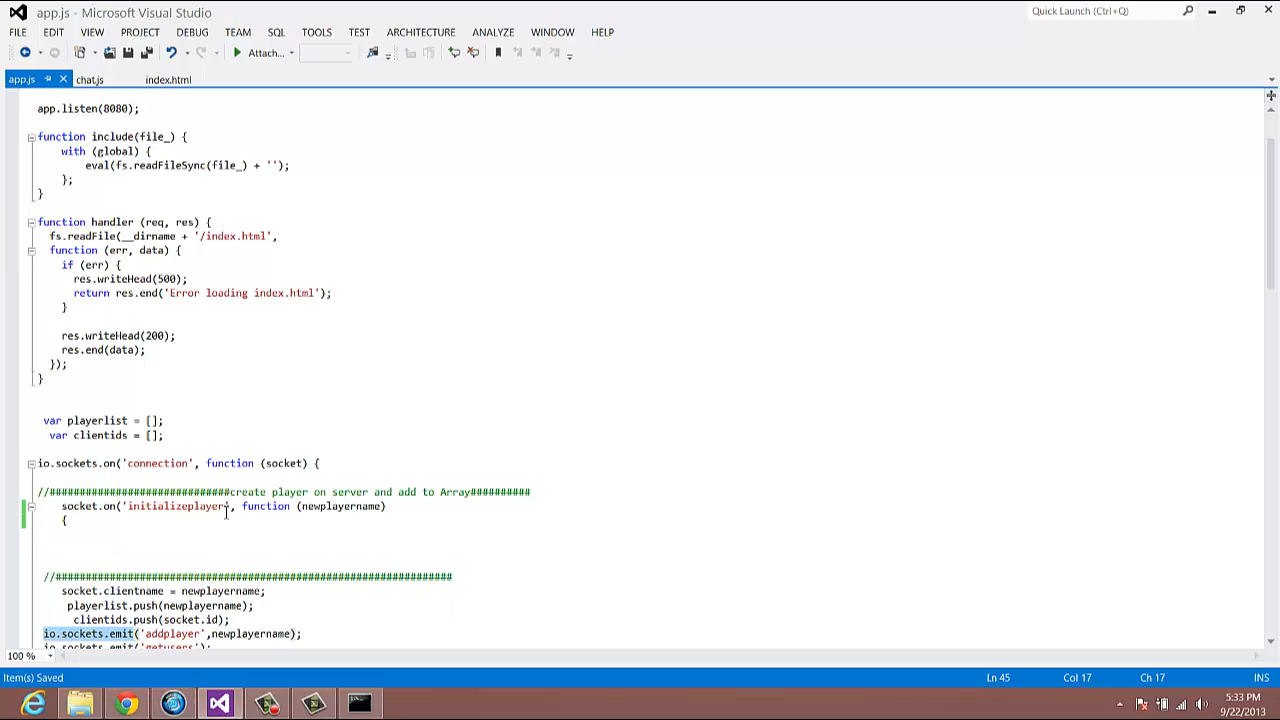 app.js - Microsoft Visual Studio
Quick Launch (Ctrl+Q)
FILE EDIT VIEW PROJECT DEBUG TEAM SQL TOOLS TEST ARCHITECTURE ANALYZE WINDOW HELP
Attach...
app.js chat.js index.html
app.listen(8080);
function include(file_) {
with (global) {
eval(fs.readFileSync(file_) + '');
};
}
function handler (req, res) {
fs.readFile(__dirname + '/index.html',
function (err, data) {
if (err) {
res.writeHead(500);
return res.end('Error loading index.html');
}
res.writeHead(200);
res.end(data);
});
}
var playerlist = [];
var clientids = [];
io.sockets.on('connection', function (socket) {
//##############################create player on server and add to Array##########
socket.on('initializeplayer', function (newplayername)
{
//##################################################################
socket.clientname = newplayername;
playerlist.push(newplayername);
clientids.push(socket.id);
io.sockets.emit('addplayer',newplayername);
io.sockets.emit('getusers');
100 %
Item(s) Saved Ln 45 Col 17 Ch 17 INS
5:33 PM
9/22/2013